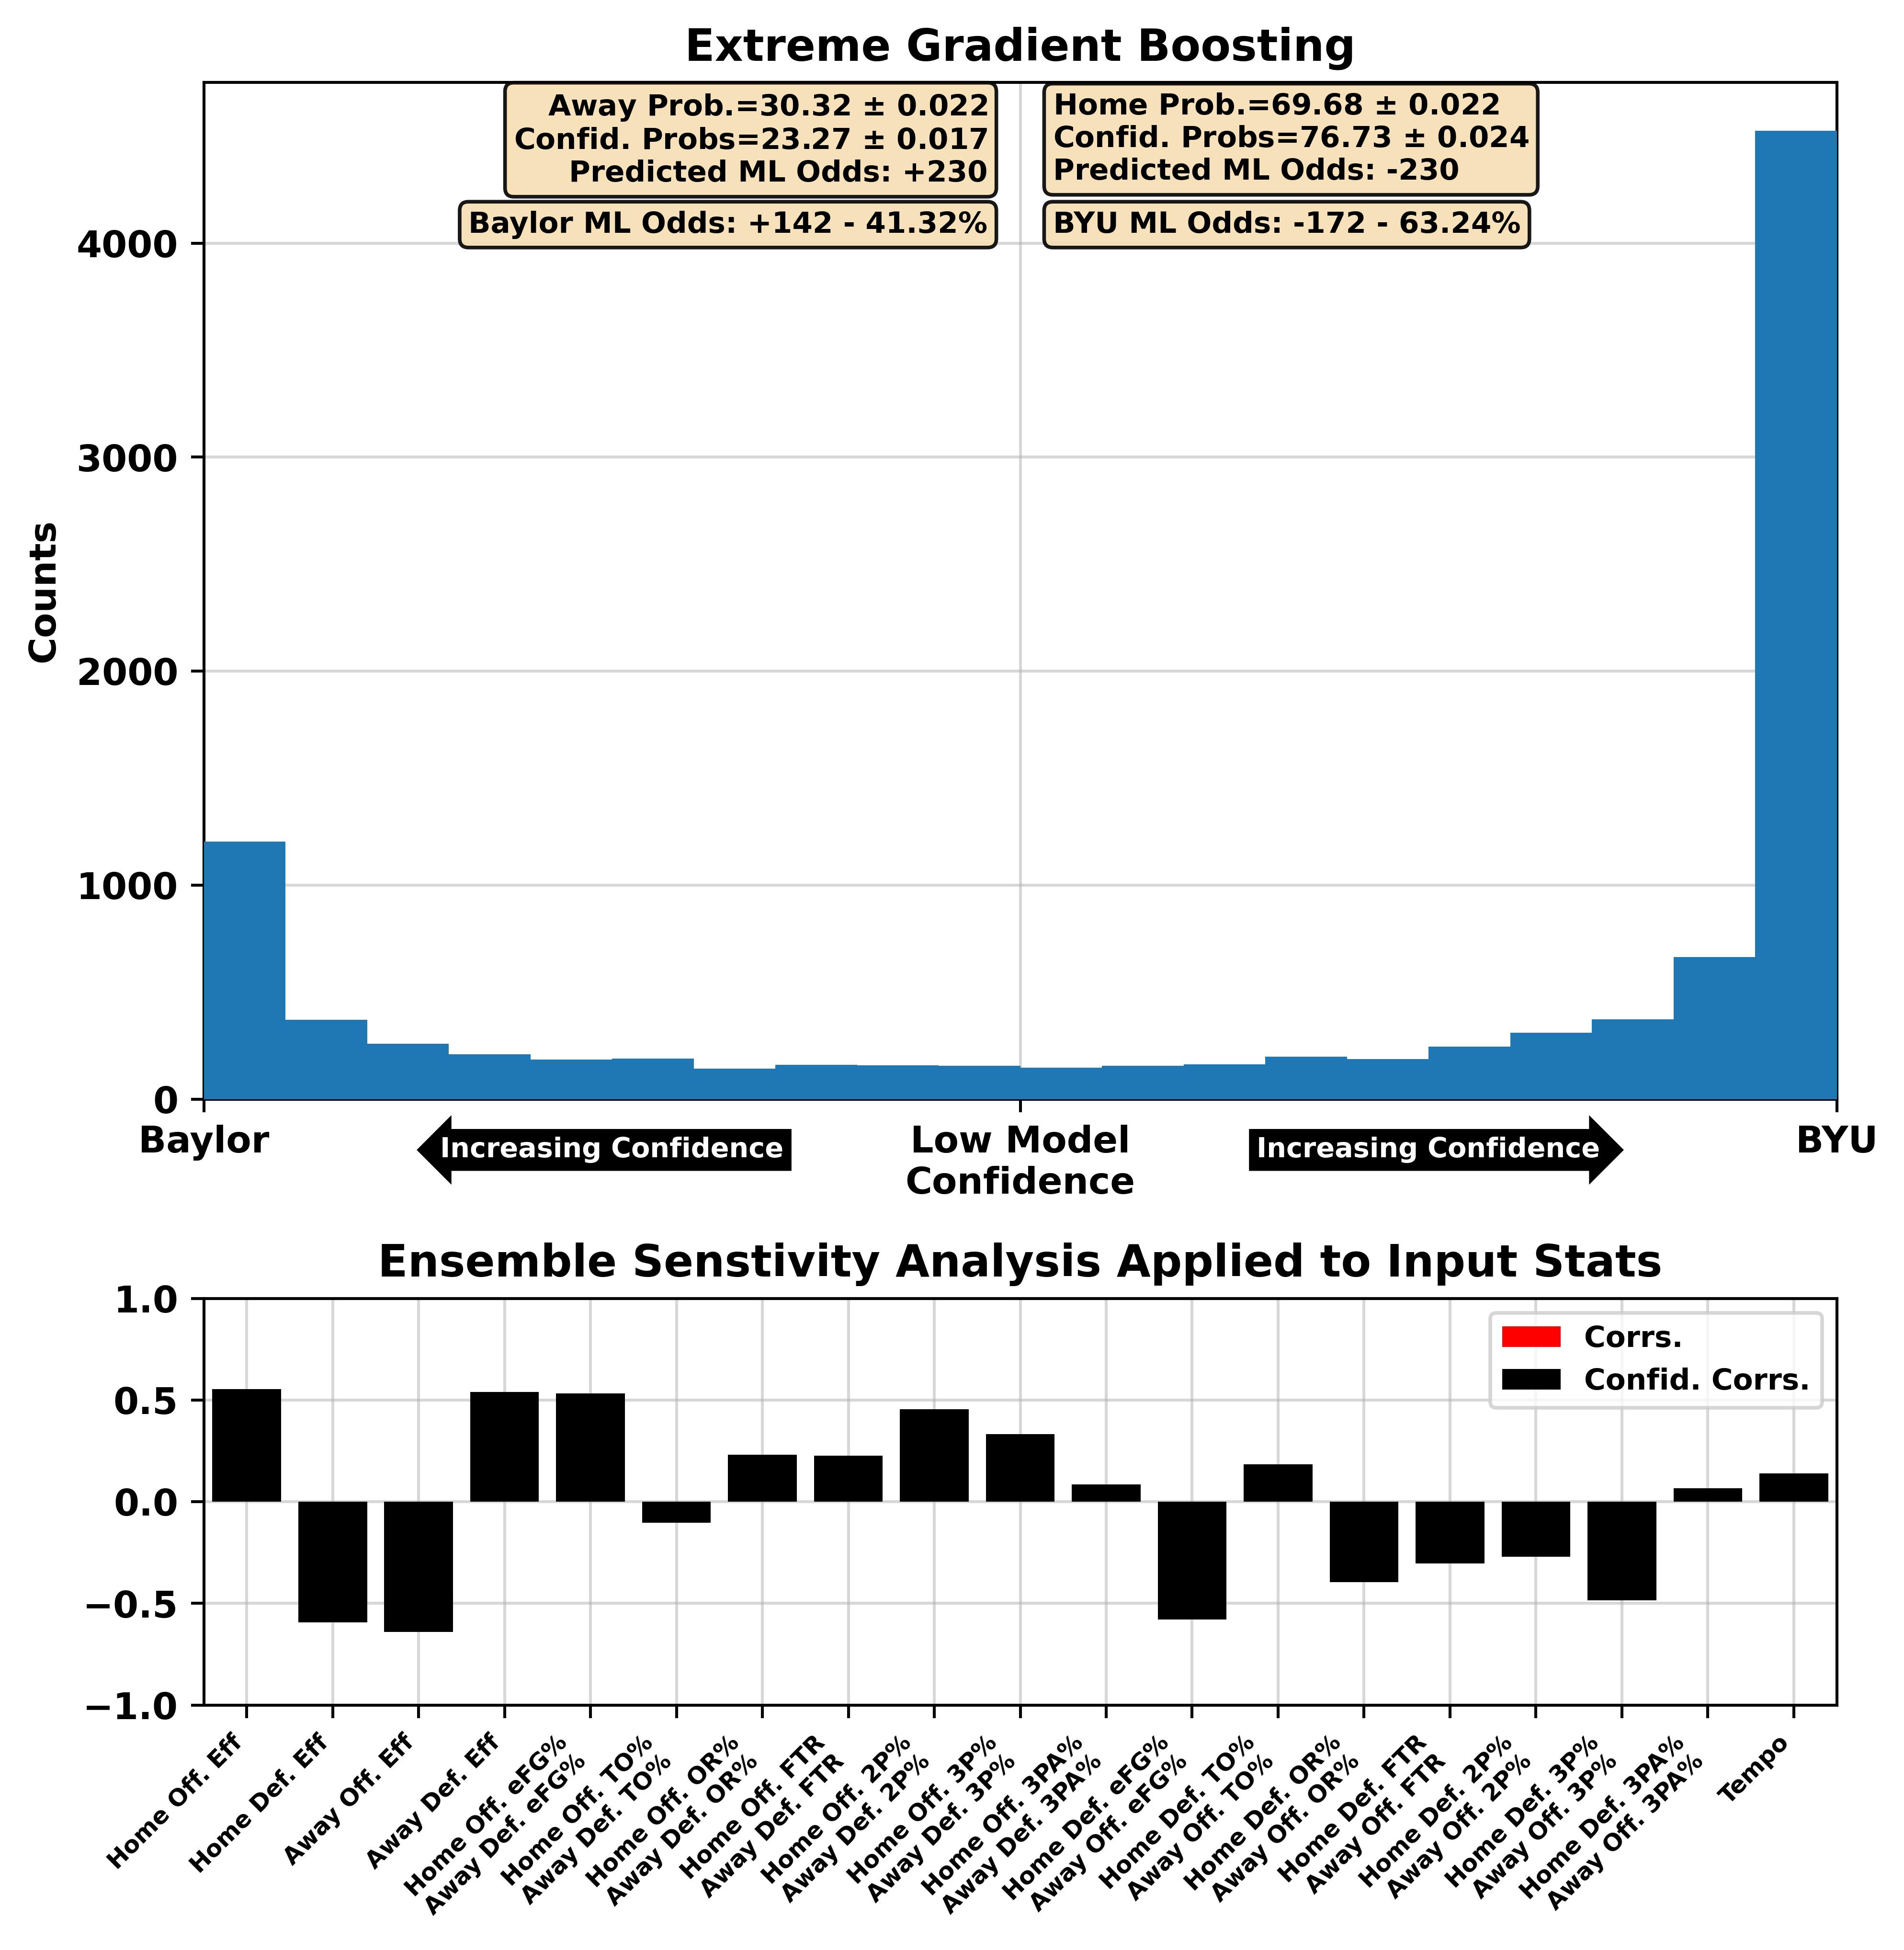 Extreme Gradient Boosting
Away Prob.=30.32 ± 0.022
Confid. Probs=23.27 ± 0.017
Predicted ML Odds: +230
Home Prob.=69.68 ± 0.022
Confid. Probs=76.73 ± 0.024
Predicted ML Odds: -230
Baylor ML Odds: +142 - 41.32%
BYU ML Odds: -172 - 63.24%
Counts
4000
3000
2000
1000
0
Baylor
Increasing Confidence
Low Model
Confidence
Increasing Confidence
BYU
Ensemble Senstivity Analysis Applied to Input Stats
Corrs.
Confid. Corrs.
1.0
0.5
0.0
−0.5
−1.0
Home Off. Eff
Home Def. Eff
Away Off. Eff
Away Def. Eff
Home Off. eFG%
Away Def. eFG%
Home Off. TO%
Away Def. TO%
Home Off. OR%
Away Def. OR%
Home Off. FTR
Away Def. FTR
Home Off. 2P%
Away Def. 2P%
Home Off. 3P%
Away Def. 3P%
Home Off. 3PA%
Away Def. 3PA%
Home Def. eFG%
Away Off. eFG%
Home Def. TO%
Away Off. TO%
Home Def. OR%
Away Off. OR%
Home Def. FTR
Away Off. FTR
Home Def. 2P%
Away Off. 2P%
Home Def. 3P%
Away Off. 3P%
Home Def. 3PA%
Away Off. 3PA%
Tempo